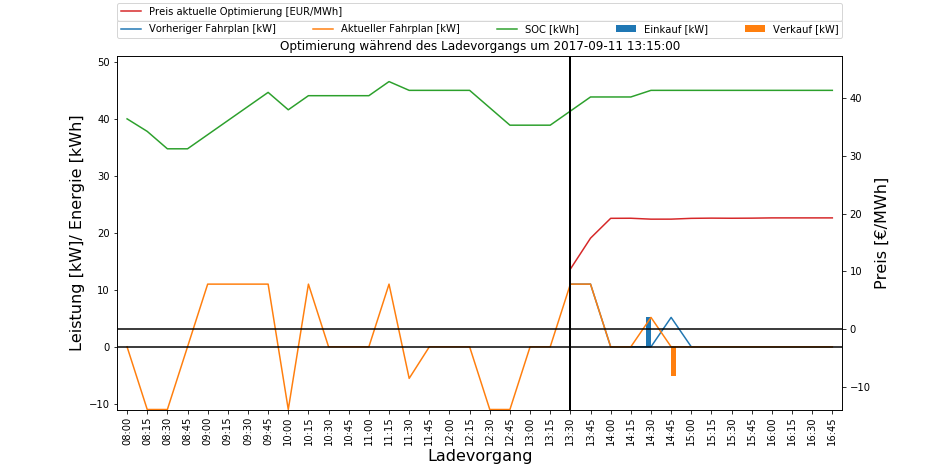 Preis aktuelle Optimierung [EUR/MWh]
Vorheriger Fahrplan [kW] Aktueller Fahrplan [kW] SOC [kWh] Einkauf [kW] Verkauf [kW]
Optimierung während des Ladevorgangs um 2017-09-11 13:15:00
Leistung [kW]/ Energie [kWh]
50
40
30
20
10
0
−10
40
30
20
10
0
−10
Preis [€/MWh]
08:00 08:15 08:30 08:45 09:00 09:15 09:30 09:45 10:00 10:15 10:30 10:45 11:00 11:15 11:30 11:45 12:00 12:15 12:30 12:45 13:00 13:15 13:30 13:45 14:00 14:15 14:30 14:45 15:00 15:15 15:30 15:45 16:00 16:15 16:30 16:45
Ladevorgang